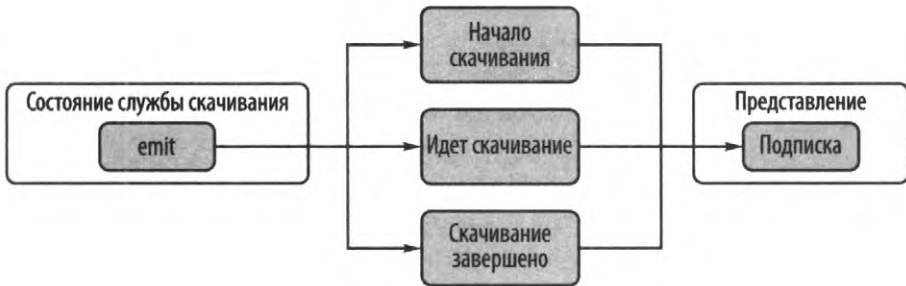 Начало
скачивания
Состояние службы скачивания
emit
Идет скачивание
Представление
Подписка
Скачивание
завершено